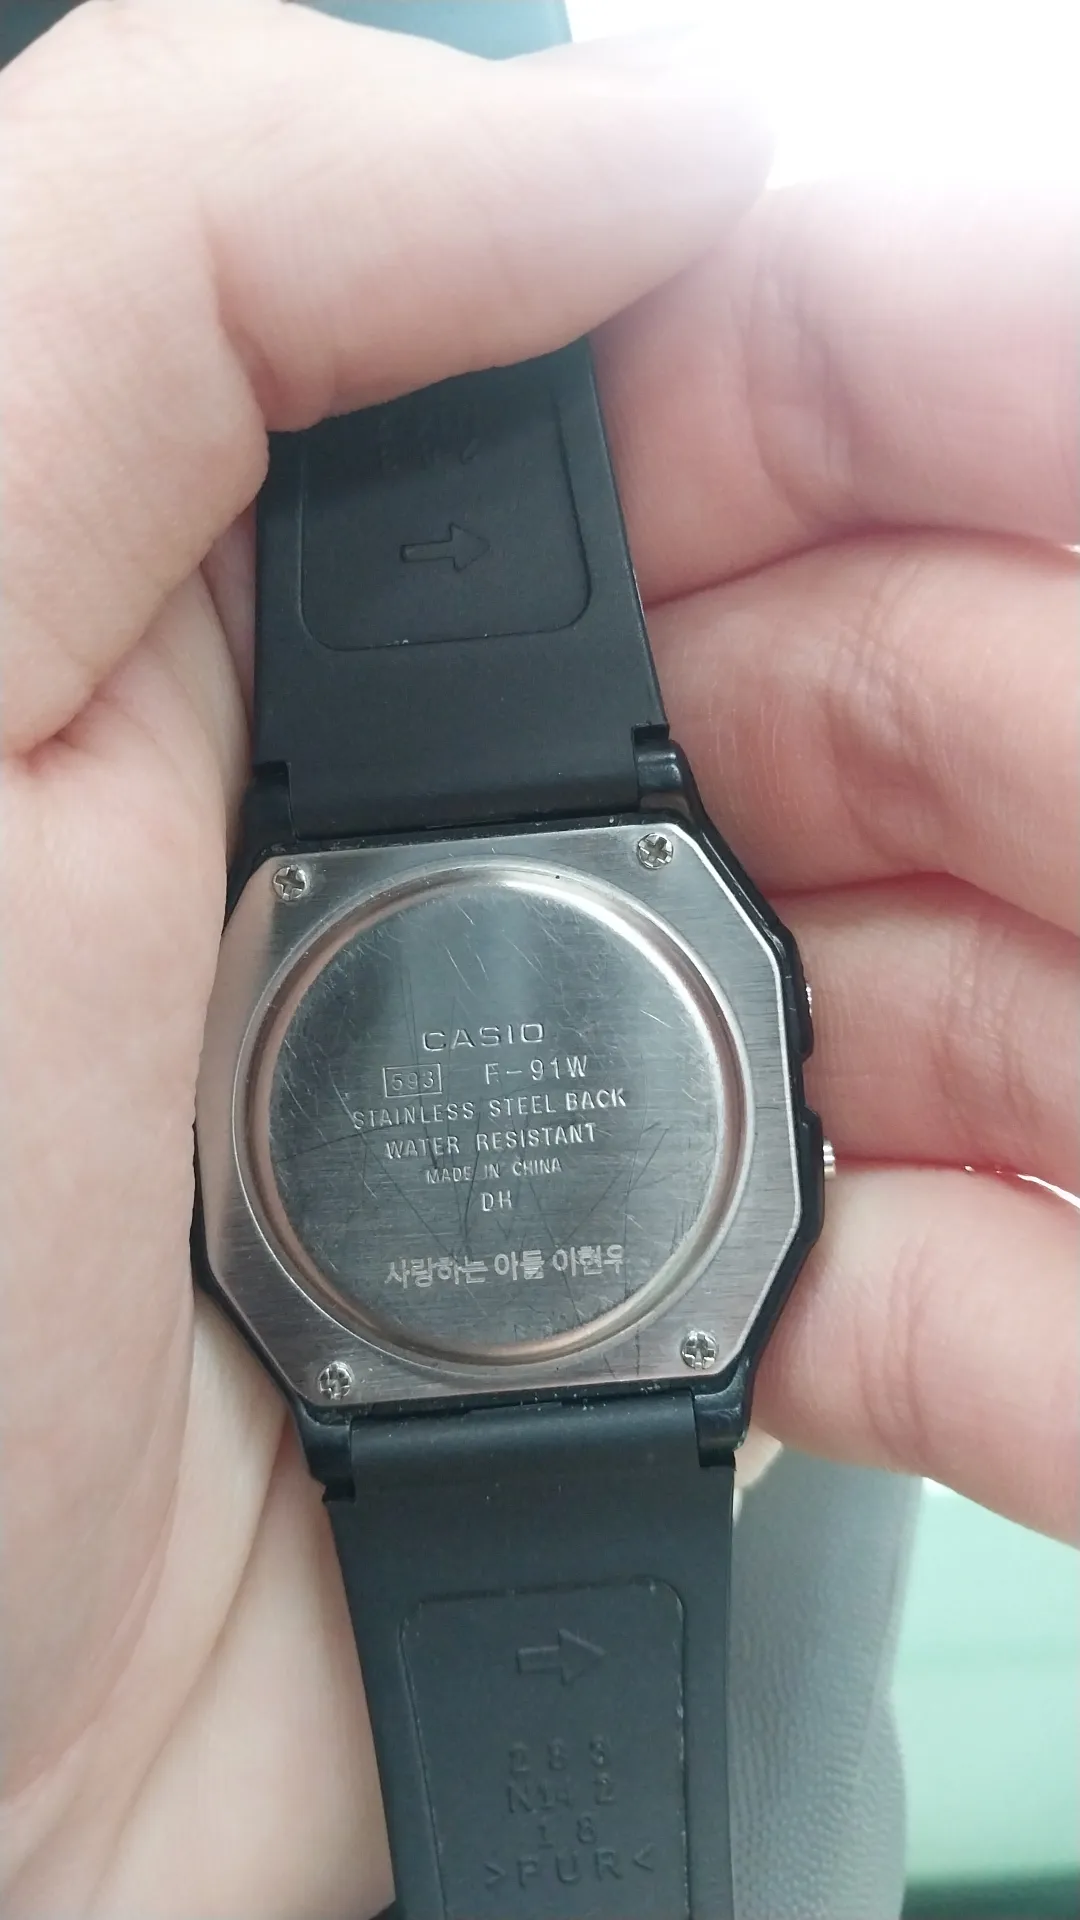 CASIO
593 F-91W
STAINLESS STEEL BACK
WATER RESISTANT
MADE IN CHINA
DH
사랑하는 아들 이현우
>PUR<